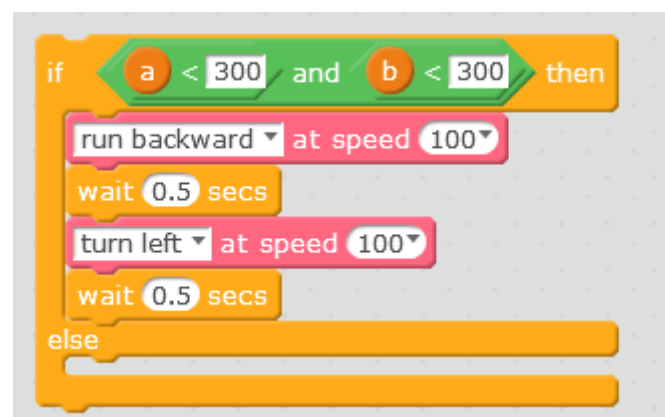 if a < 300 and b < 300 then
run backward at speed 100
wait 0.5 secs
turn left at speed 100
wait 0.5 secs
else